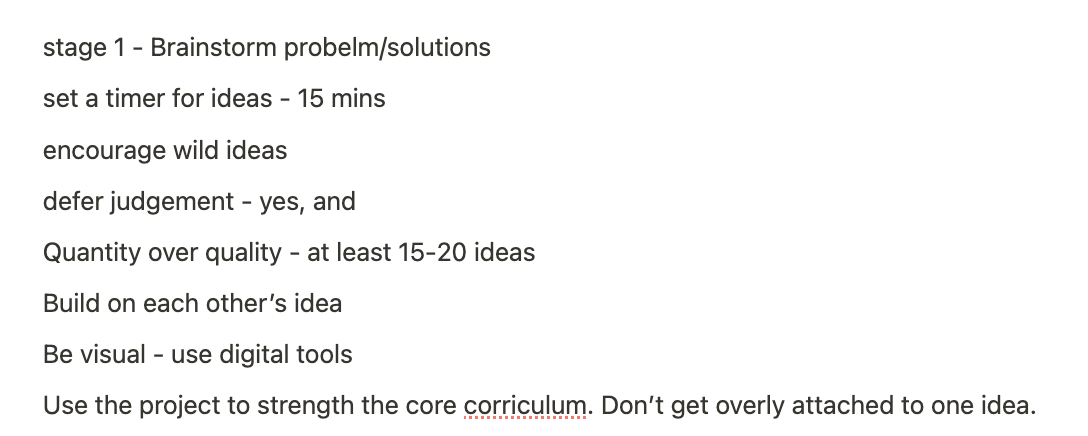 stage 1 - Brainstorm probelm/solutions
set a timer for ideas - 15 mins
encourage wild ideas
defer judgement - yes, and
Quantity over quality - at least 15-20 ideas
Build on each other’s idea
Be visual - use digital tools
Use the project to strength the core corriculum. Don’t get overly attached to one idea.